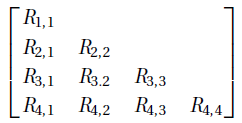 R1,1
R2,1 R2,2
R3,1 R3.2 R3,3
R4,1 R4,2 R4,3 R4,4